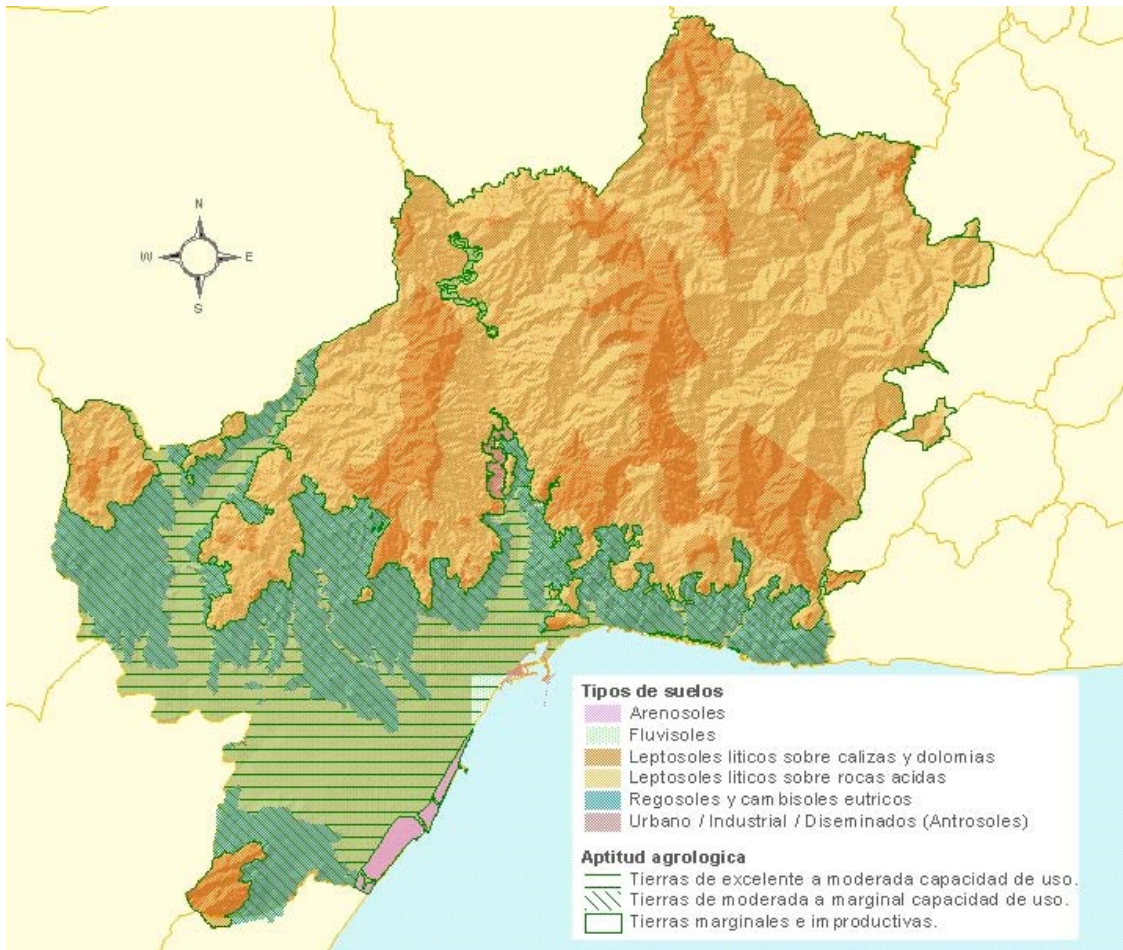 N
W E
S
Tipos de suelos
Arenosoles
Fluvisoles
Leptosoles liticos sobre calizas y dolomias
Leptosoles liticos sobre rocas acidas
Regosoles y cambisoles eutricos
Urbano / Industrial / Diseminados (Antrosoles)
Aptitud agrologica
Tierras de excelente a moderada capacidad de uso.
Tierras de moderada a marginal capacidad de uso.
Tierras marginales e improductivas.